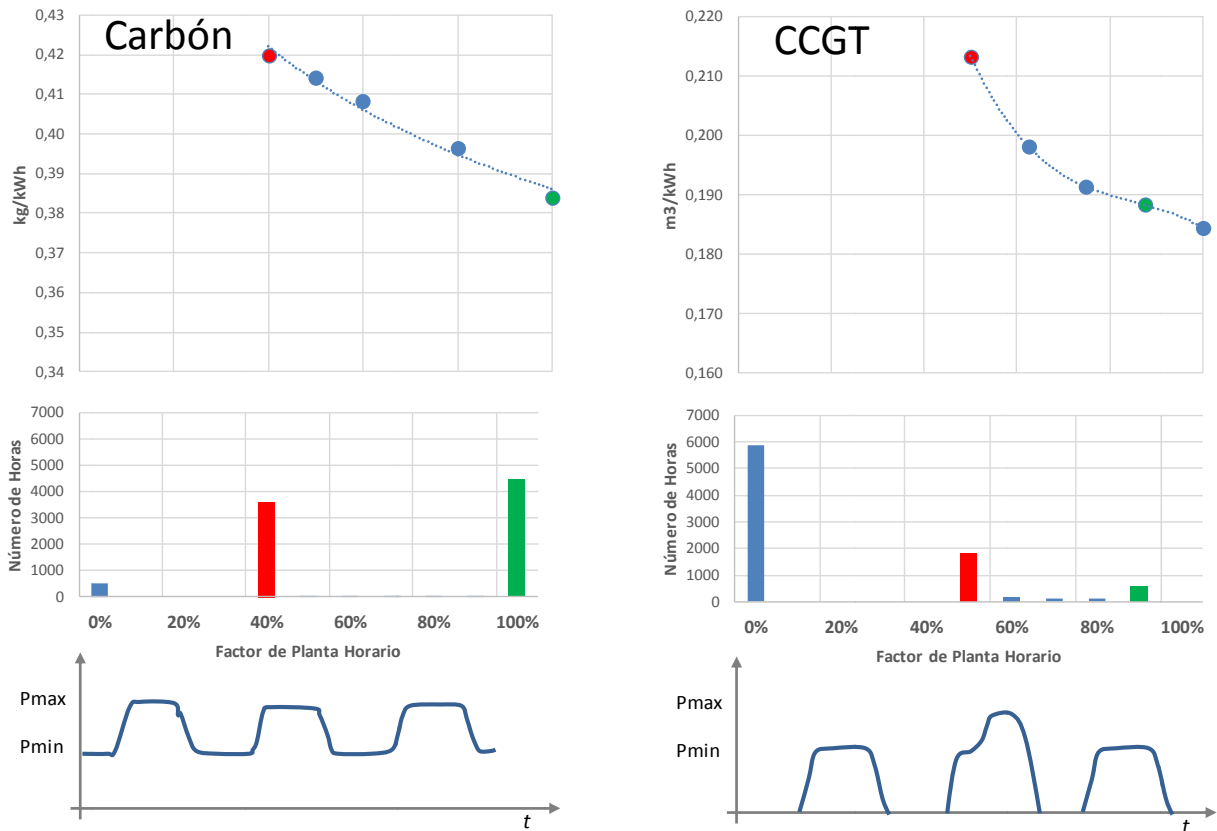 Carbón
0,43
0,42
0,41
0,40
0,39
0,38
0,37
0,36
0,35
0,34
kg/kWh
7000
6000
5000
4000
3000
2000
1000
0
Número de Horas
0% 20% 40% 60% 80% 100%
Factor de Planta Horario
Pmax
Pmin
t
CCGT
0,220
0,210
0,200
0,190
0,180
0,170
0,160
m3/kWh
7000
6000
5000
4000
3000
2000
1000
0
Número de Horas
0% 20% 40% 60% 80% 100%
Factor de Planta Horario
Pmax
Pmin
t